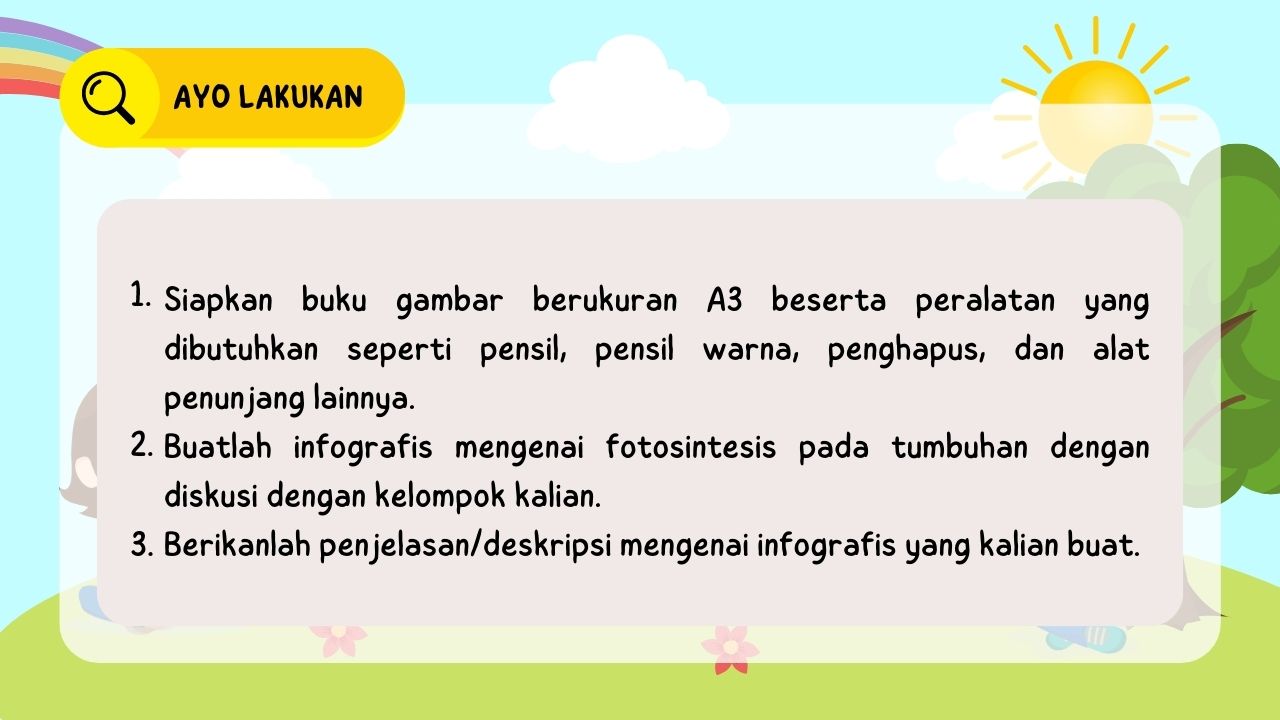 AYO LAKUKAN
1. Siapkan buku gambar berukuran A3 beserta peralatan yang
dibutuhkan seperti pensil, pensil warna, penghapus, dan alat
penunjang lainnya.
2. Buatlah infografis mengenai fotosintesis pada tumbuhan dengan
diskusi dengan kelompok kalian.
3. Berikanlah penjelasan/deskripsi mengenai infografis yang kalian buat.